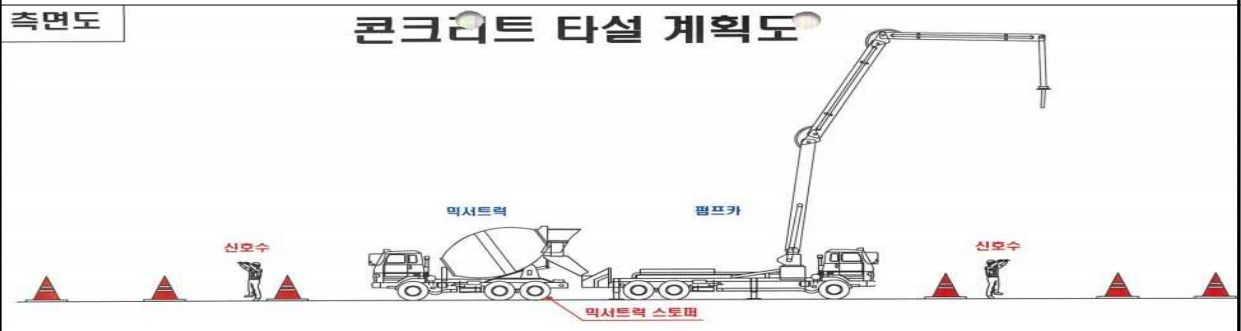 측면도
콘크리트 타설 계획도
믹서트럭
펌프카
신호수
신호수
믹서트럭 스토퍼